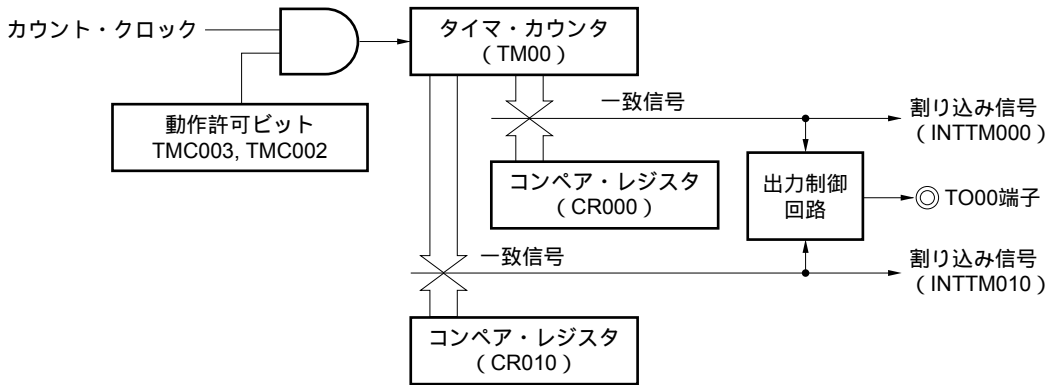 カウント・クロック
タイマ・カウンタ
（TM00）
動作許可ビット
TMC003, TMC002
一致信号
割り込み信号
（INTTM000）
コンペア・レジスタ
（CR000）
出力制御
回路
TO00端子
一致信号
割り込み信号
（INTTM010）
コンペア・レジスタ
（CR010）